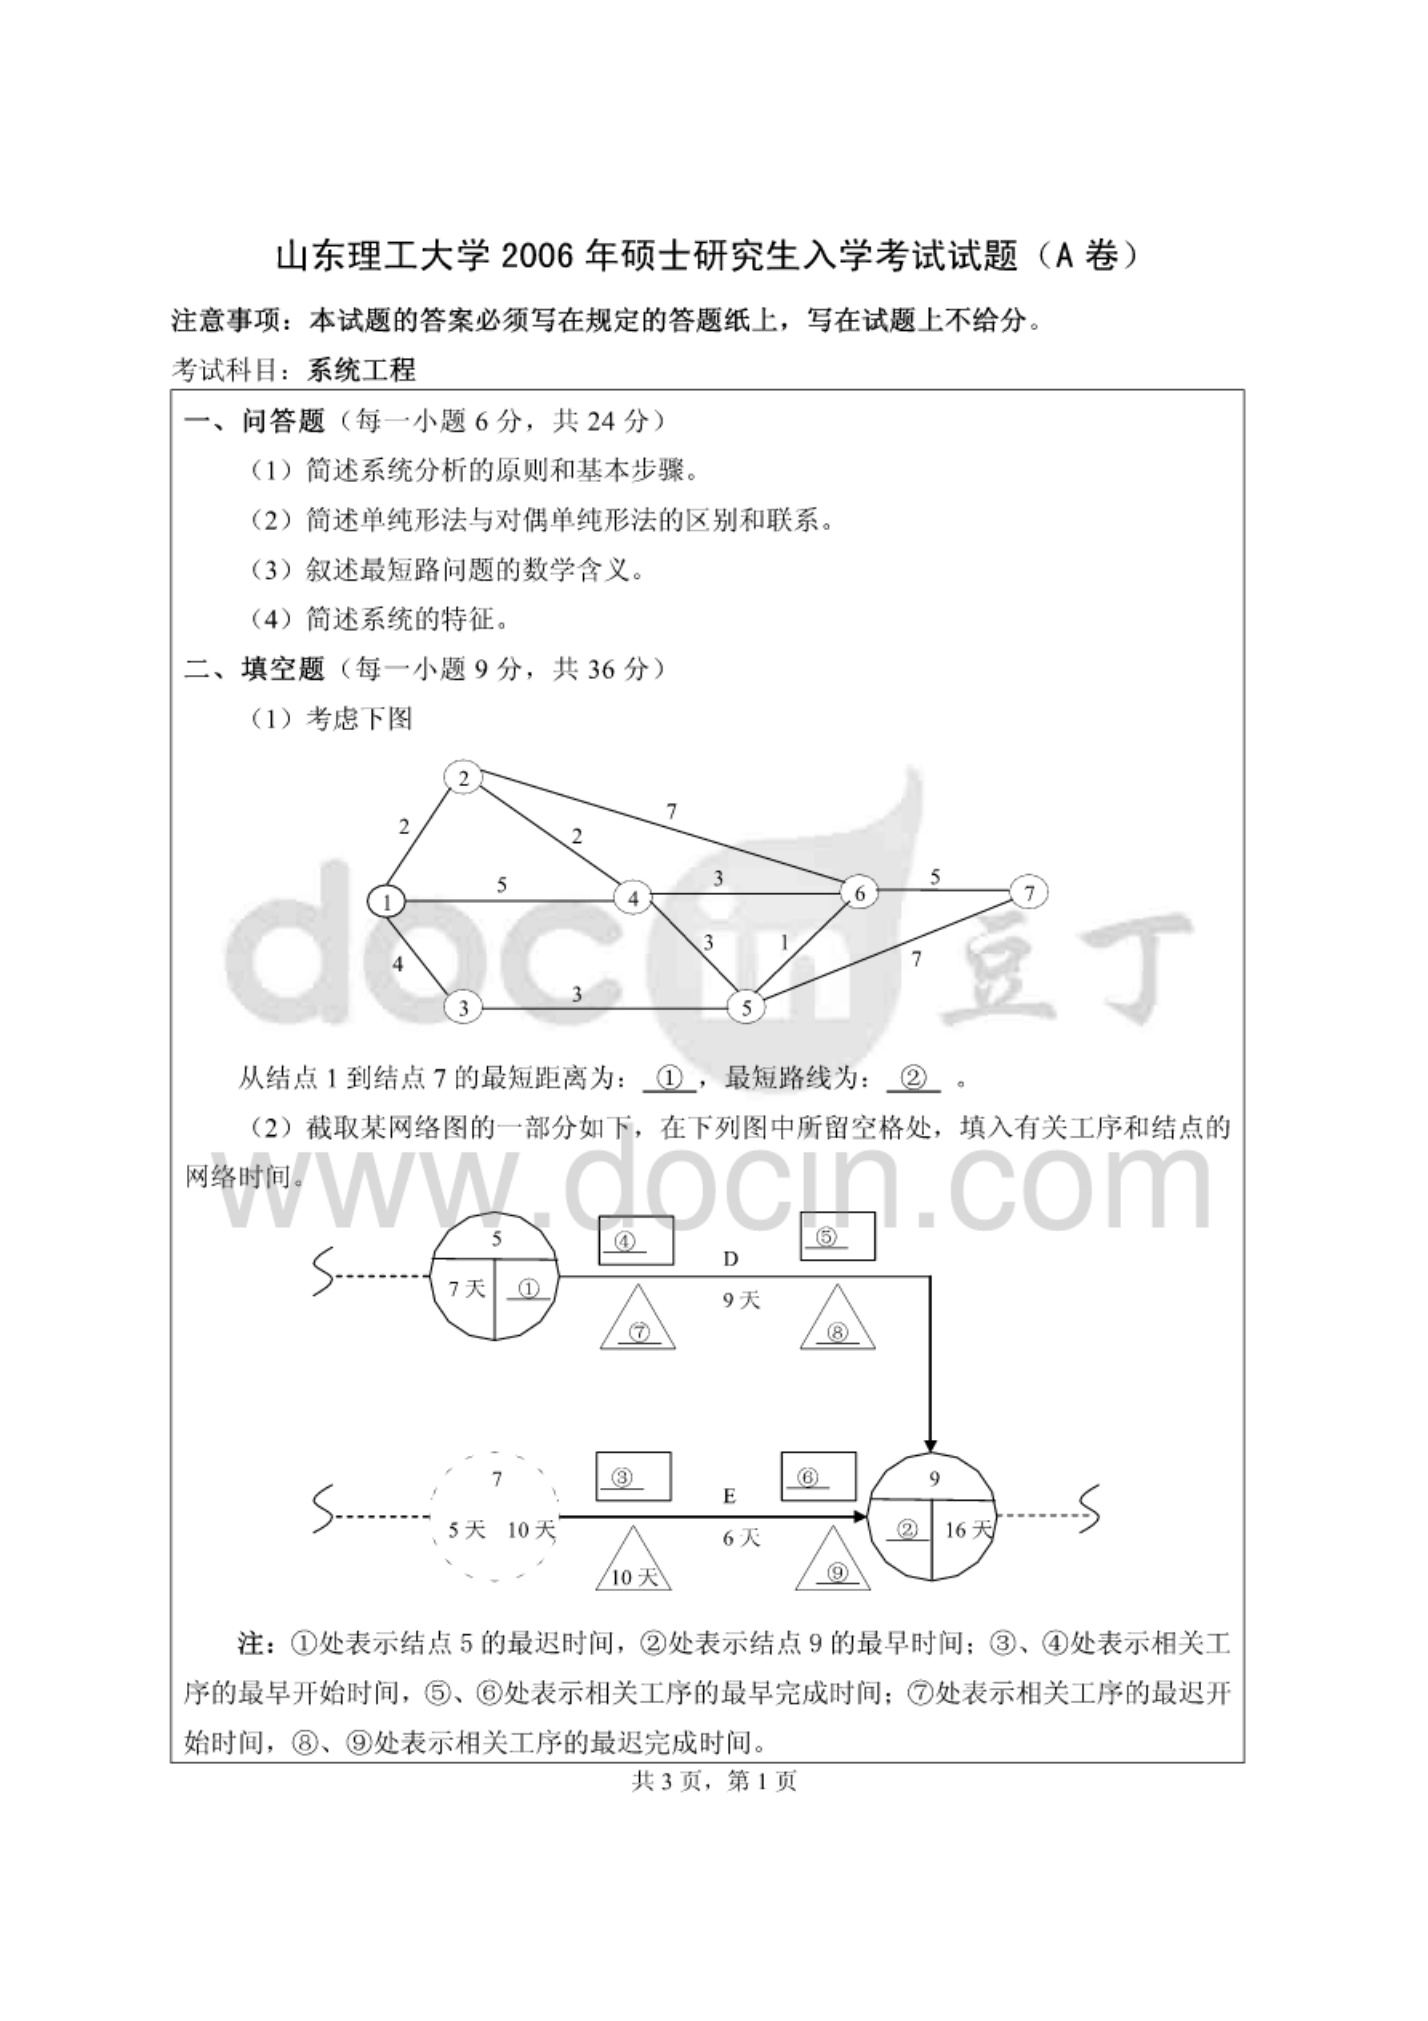 山东理工大学 2006 年硕士研究生入学考试试题（A 卷）
注意事项：本试题的答案必须写在规定的答题纸上，写在试题上不给分。
考试科目：系统工程
一、问答题（每一小题 6 分，共 24 分）
（1）简述系统分析的原则和基本步骤。
（2）简述单纯形法与对偶单纯形法的区别和联系。
（3）叙述最短路问题的数学含义。
（4）简述系统的特征。
二、填空题（每一小题 9 分，共 36 分）
（1）考虑下图
2
7
2
2
5
3
5
1
4
6
7
4
3
1
7
3
3
5
docin 豆丁
从结点 1 到结点 7 的最短距离为：①，最短路线为：② 。
（2）截取某网络图的一部分如下，在下列图中所留空格处，填入有关工序和结点的
网络时间。
www.docin.com
5
④
⑤
D
7 天 ①
9 天
⑦
⑧
7
③
⑥
9
E
5 天 10 天
6 天
② 16 天
10 天
⑨
注：①处表示结点 5 的最迟时间，②处表示结点 9 的最早时间；③、④处表示相关工
序的最早开始时间，⑤、⑥处表示相关工序的最早完成时间；⑦处表示相关工序的最迟开
始时间，⑧、⑨处表示相关工序的最迟完成时间。
共 3 页，第 1 页